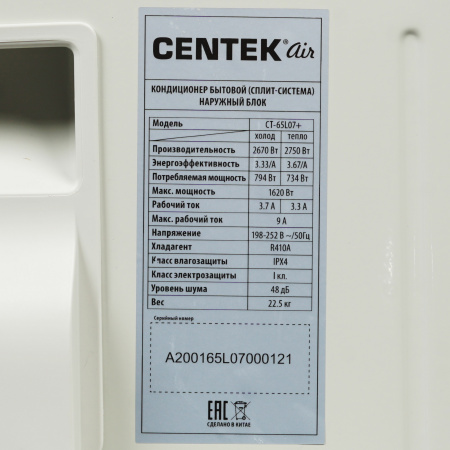 CENTEK® air
КОНДИЦИОНЕР БЫТОВОЙ (СПЛИТ-СИСТЕМА)
НАРУЖНЫЙ БЛОК
Модель CT-65L07+
холод тепло
Производительность 2670 Вт 2750 Вт
Энергоэффективность 3.33/A 3.67/A
Потребляемая мощность 794 Вт 734 Вт
Макс. мощность 1620 Вт
Рабочий ток 3.7 А 3.3 А
Макс. рабочий ток 9 А
Напряжение 198-252 В ~/50Гц
Хладагент R410A
Класс влагозащиты IPX4
Класс электрозащиты I кл.
Уровень шума 48 дБ
Вес 22.5 кг
Серийный номер
A200165L07000121
EAC
СДЕЛАНО В КИТАЕ